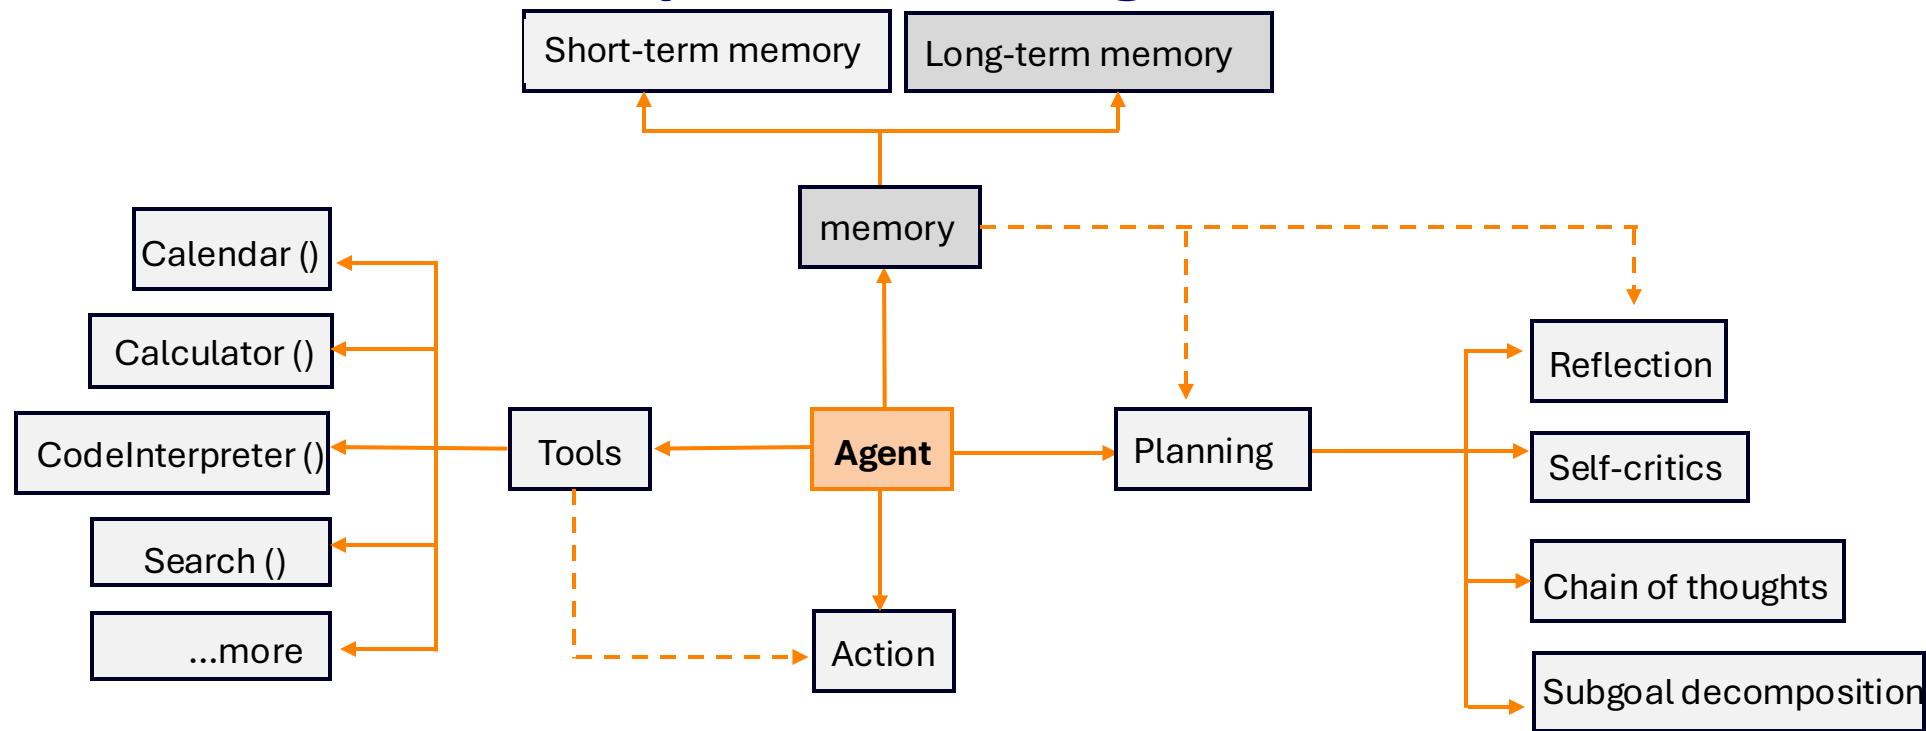 Short-term memory
Long-term memory
memory
Calendar ()
Calculator ()
CodeInterpreter ()
Search ()
...more
Tools
Agent
Planning
Action
Reflection
Self-critics
Chain of thoughts
Subgoal decomposition